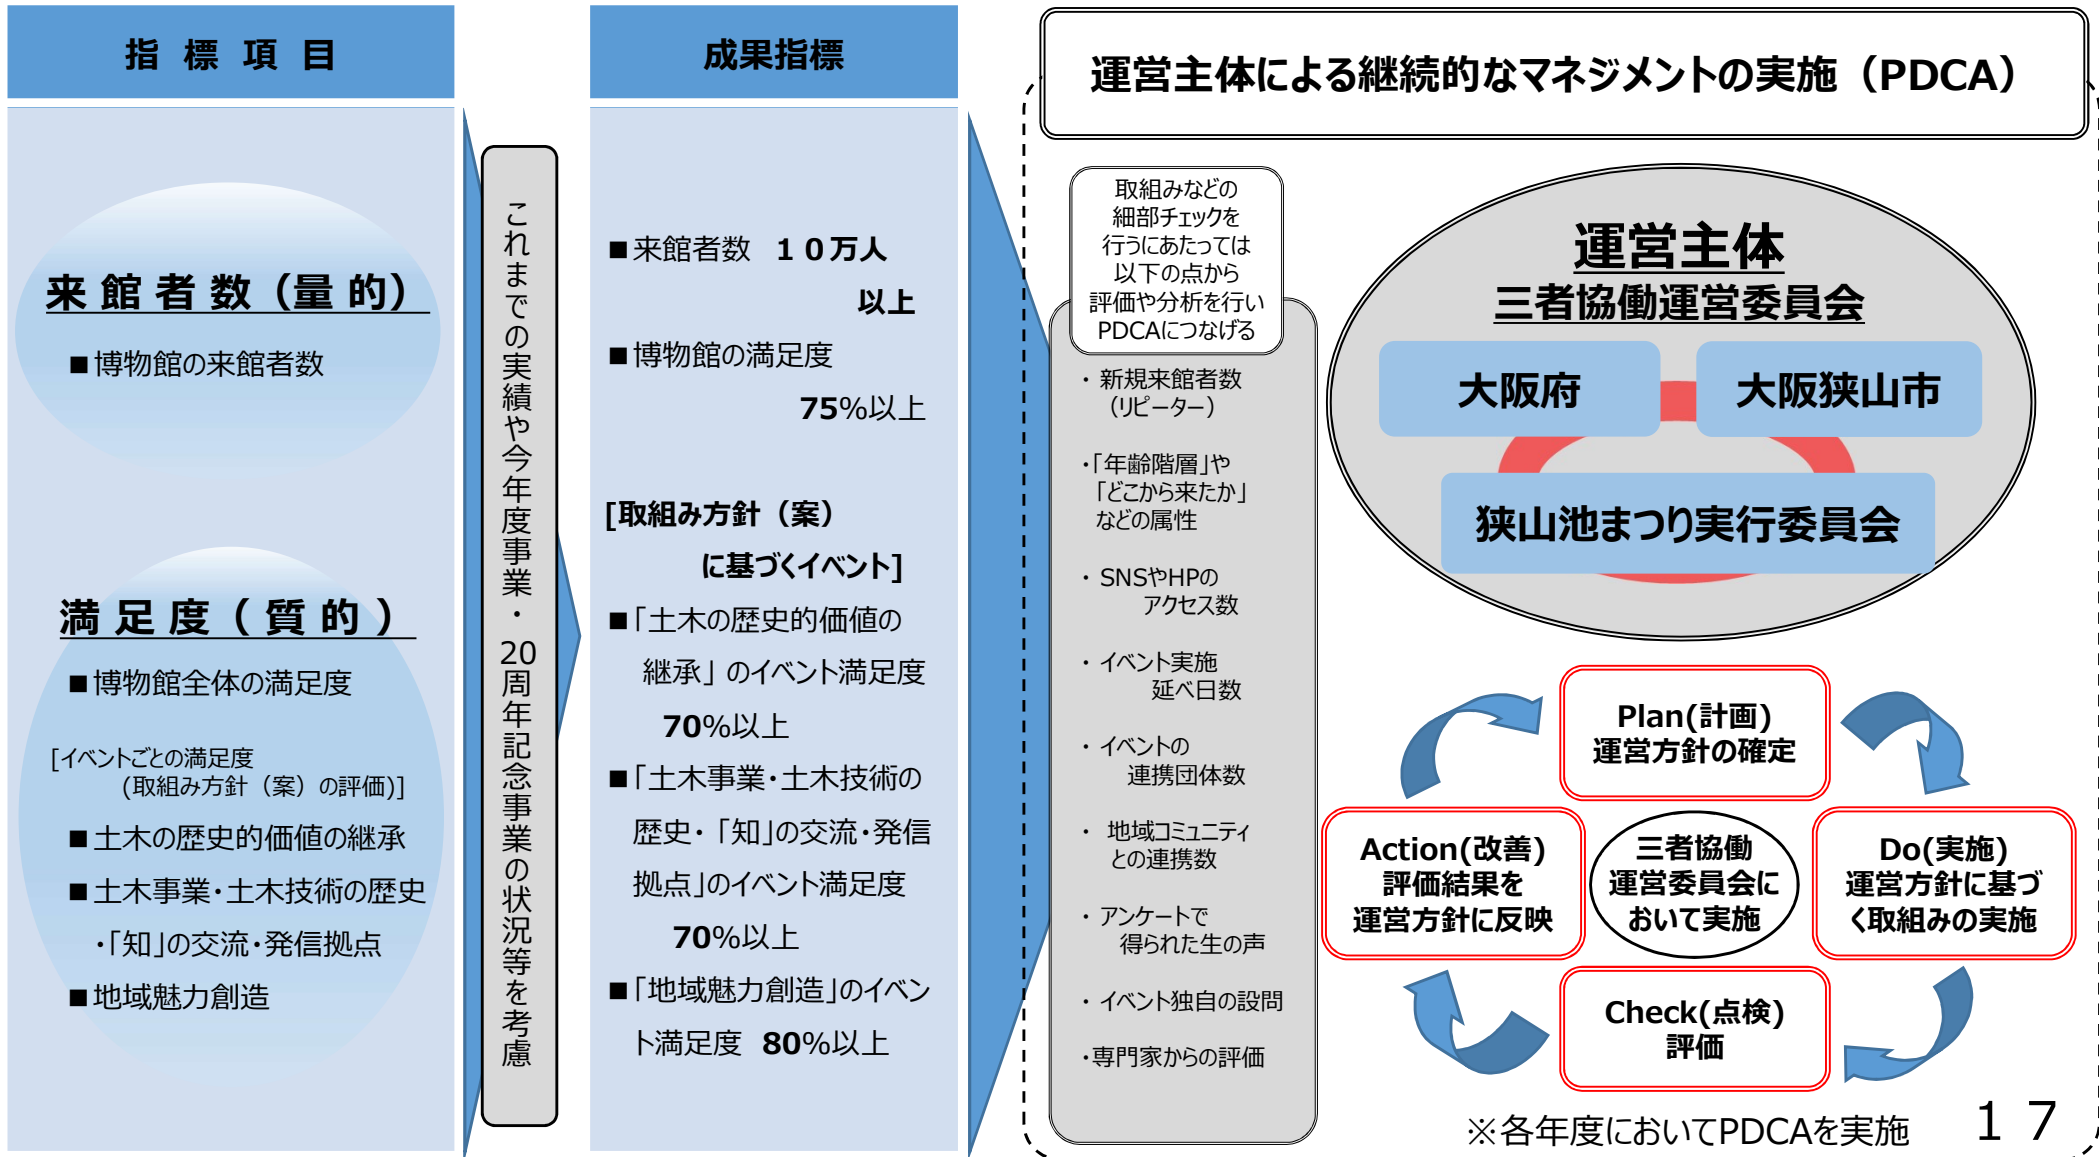 指標項目
来館者数（量的）
■博物館の来館者数
満足度（質的）
■博物館全体の満足度
[イベントごとの満足度
(取組み方針（案）の評価)]
■土木の歴史的価値の継承
■土木事業・土木技術の歴史
・「知」の交流・発信拠点
■地域魅力創造
これまでの実績や今年度事業・20周年記念事業の状況等を考慮
成果指標
■来館者数　１０万人
以上
■博物館の満足度
75%以上
[取組み方針（案）
に基づくイベント]
■「土木の歴史的価値の
継承」のイベント満足度
70%以上
■「土木事業・土木技術の
歴史・「知」の交流・発信
拠点」のイベント満足度
70%以上
■「地域魅力創造」のイベン
ト満足度　80%以上
運営主体による継続的なマネジメントの実施（PDCA）
取組みなどの
細部チェックを
行うにあたっては
以下の点から
評価や分析を行い
PDCAにつなげる
・新規来館者数
（リピーター）
・「年齢階層」や
「どこから来たか」
などの属性
・SNSやHPの
アクセス数
・イベント実施
延べ日数
・イベントの
連携団体数
・地域コミュニティ
との連携数
・アンケートで
得られた生の声
・イベント独自の設問
・専門家からの評価
運営主体
三者協働運営委員会
大阪府
大阪狭山市
狭山池まつり実行委員会
Plan(計画)
運営方針の確定
Action(改善)
評価結果を
運営方針に反映
三者協働
運営委員会に
おいて実施
Do(実施)
運営方針に基づ
く取組みの実施
Check(点検)
評価
※各年度においてPDCAを実施
１７